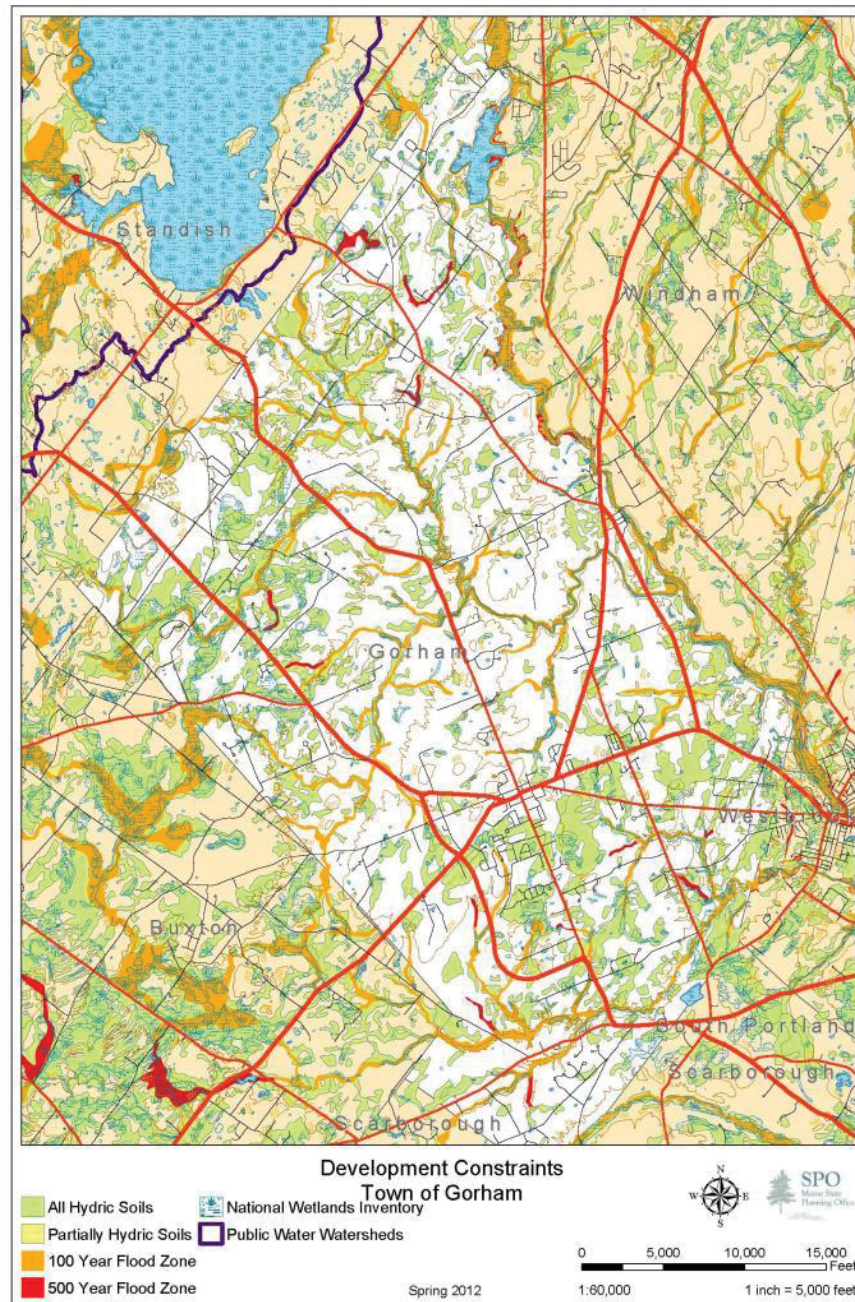 Standish
Windham
Gorham
Buxton
South Portland
Scarborough
Scarborough
Development Constraints
Town of Gorham
All Hydric Soils
National Wetlands Inventory
Partially Hydric Soils
Public Water Watersheds
100 Year Flood Zone
500 Year Flood Zone
Spring 2012
N
W E
S
SPO
Maine State
Planning Office
0 5,000 10,000 15,000
Feet
1:60,000
1 inch = 5,000 feet